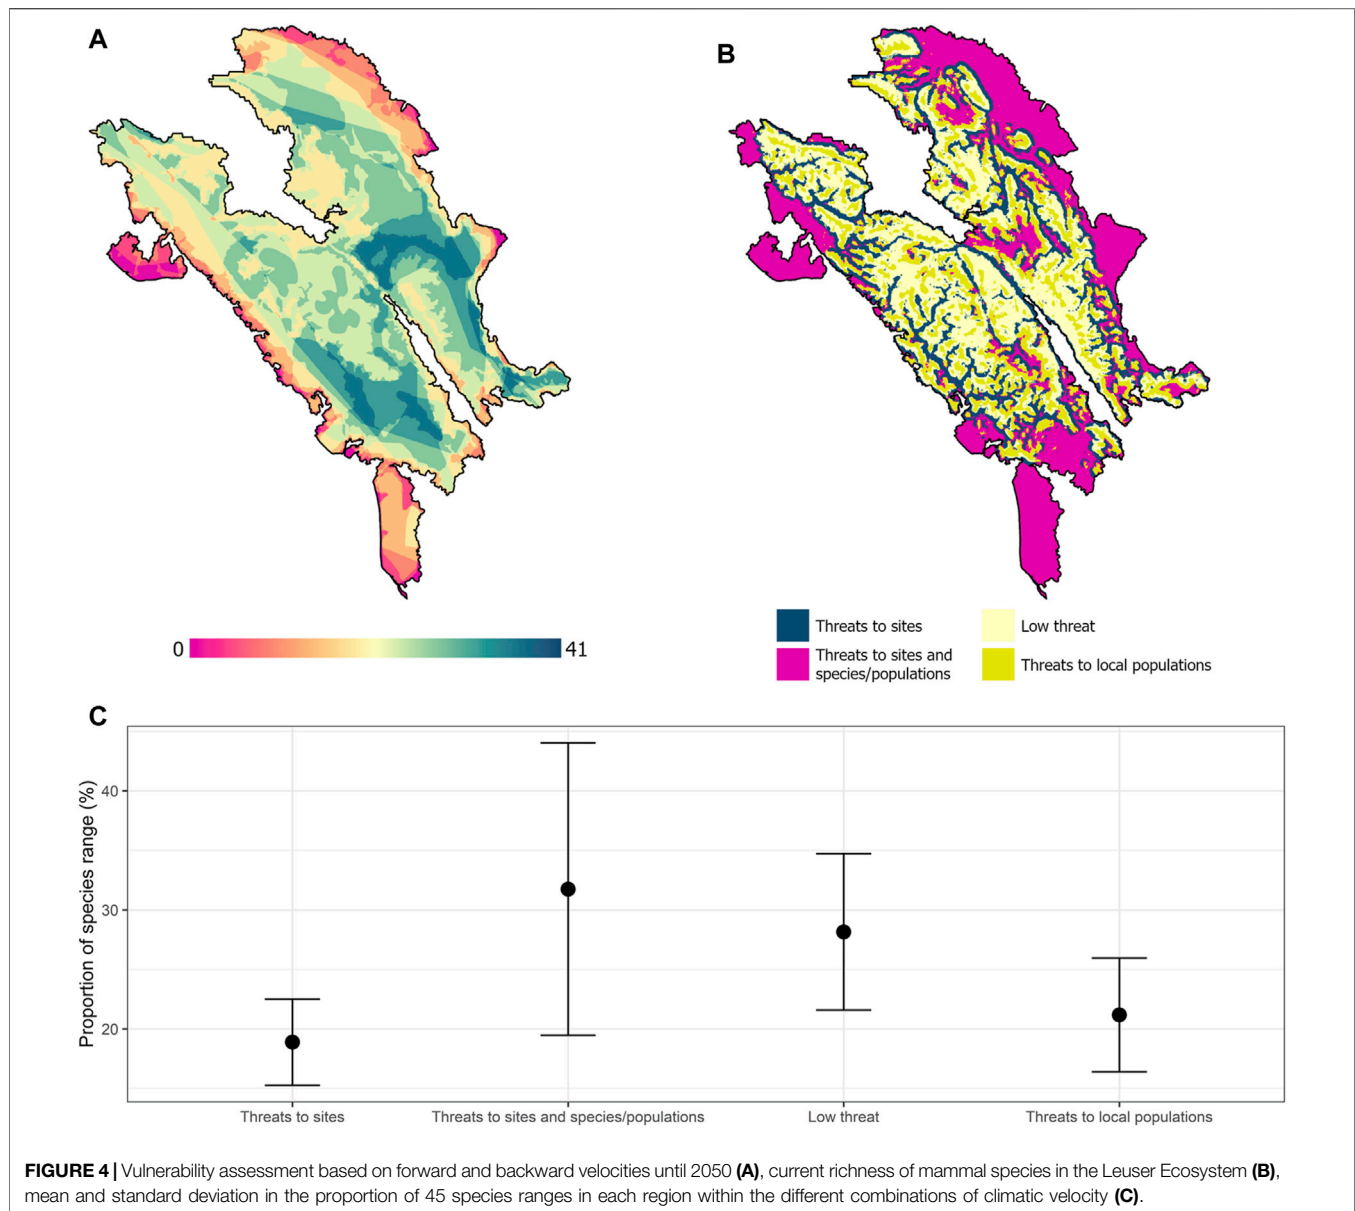 A
B
0
41
Threats to sites
Low threat
Threats to sites and
species/populations
Threats to local populations
C
Proportion of species range (%)
40
30
20
Threats to sites
Threats to sites and species/populations
Low threat
Threats to local populations
FIGURE 4 | Vulnerability assessment based on forward and backward velocities until 2050 (A), current richness of mammal species in the Leuser Ecosystem (B),
mean and standard deviation in the proportion of 45 species ranges in each region within the different combinations of climatic velocity (C).